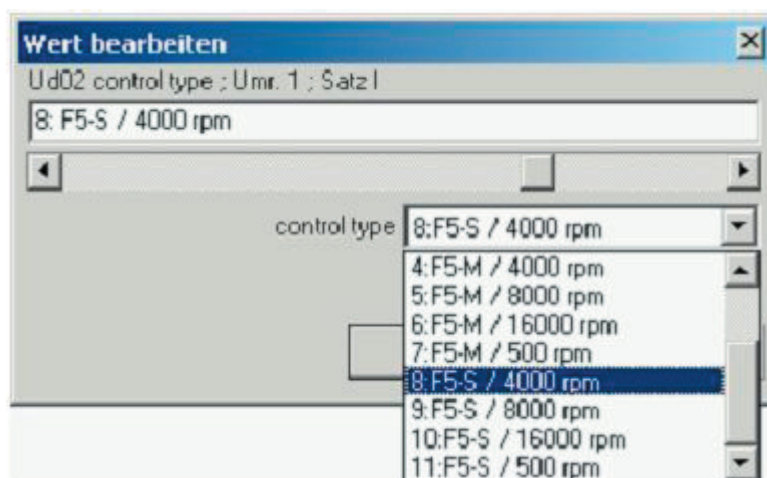 Wert bearbeiten
Ud02 control type ; Umr. 1 ; Satz I
8: F5-S / 4000 rpm
control type 8:F5-S / 4000 rpm
4:F5-M / 4000 rpm
5:F5-M / 8000 rpm
6:F5-M / 16000 rpm
7:F5-M / 500 rpm
8:F5-S / 4000 rpm
9:F5-S / 8000 rpm
10:F5-S / 16000 rpm
11:F5-S / 500 rpm